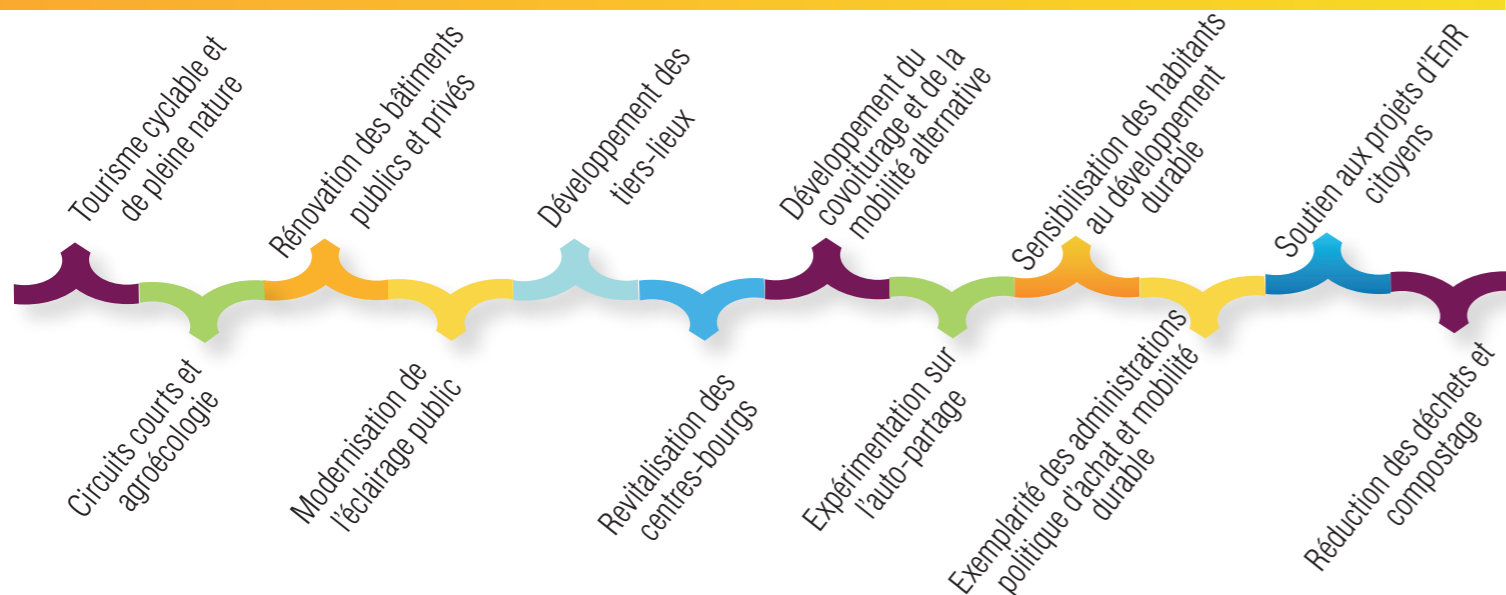 Tourisme cyclable et
de pleine nature
Circuits courts et
agroécologie
Rénovation des bâtiments
publics et privés
Modernisation de
l'éclairage public
Développement des
tiers-lieux
Revitalisation des
centres-bourgs
Développement du
covoiturage et de la
mobilité alternative
Expérimentation sur
l'auto-partage
Sensibilisation des habitants
au développement
durable
Exemplarité des administrations
politique d'achat et mobilité
durable
Soutien aux projets d'EnR
citoyens
Réduction des déchets et
compostage